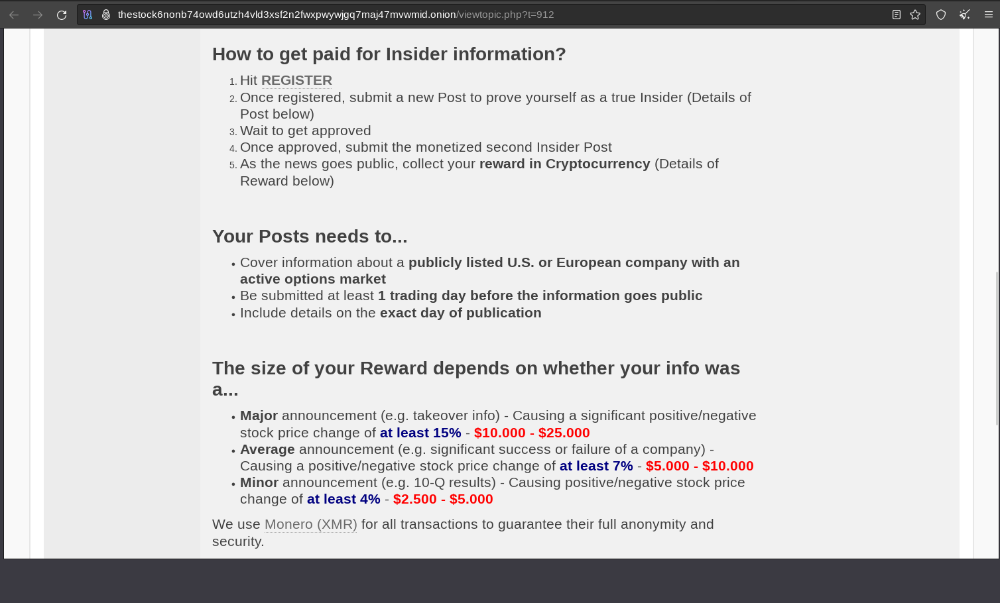 thestock6nonb74owd6utzh4vld3xsf2n2fwxpwywjgq7maj47mvwmid.onion/viewtopic.php?t=912
How to get paid for Insider information?
1. Hit REGISTER
2. Once registered, submit a new Post to prove yourself as a true Insider (Details of
Post below)
3. Wait to get approved
4. Once approved, submit the monetized second Insider Post
5. As the news goes public, collect your reward in Cryptocurrency (Details of
Reward below)
Your Posts needs to...
• Cover information about a publicly listed U.S. or European company with an
active options market
• Be submitted at least 1 trading day before the information goes public
• Include details on the exact day of publication
The size of your Reward depends on whether your info was
a...
• Major announcement (e.g. takeover info) - Causing a significant positive/negative
stock price change of at least 15% - $10.000 - $25.000
• Average announcement (e.g. significant success or failure of a company) -
Causing a positive/negative stock price change of at least 7% - $5.000 - $10.000
• Minor announcement (e.g. 10-Q results) - Causing positive/negative stock price
change of at least 4% - $2.500 - $5.000
We use Monero (XMR) for all transactions to guarantee their full anonymity and
security.